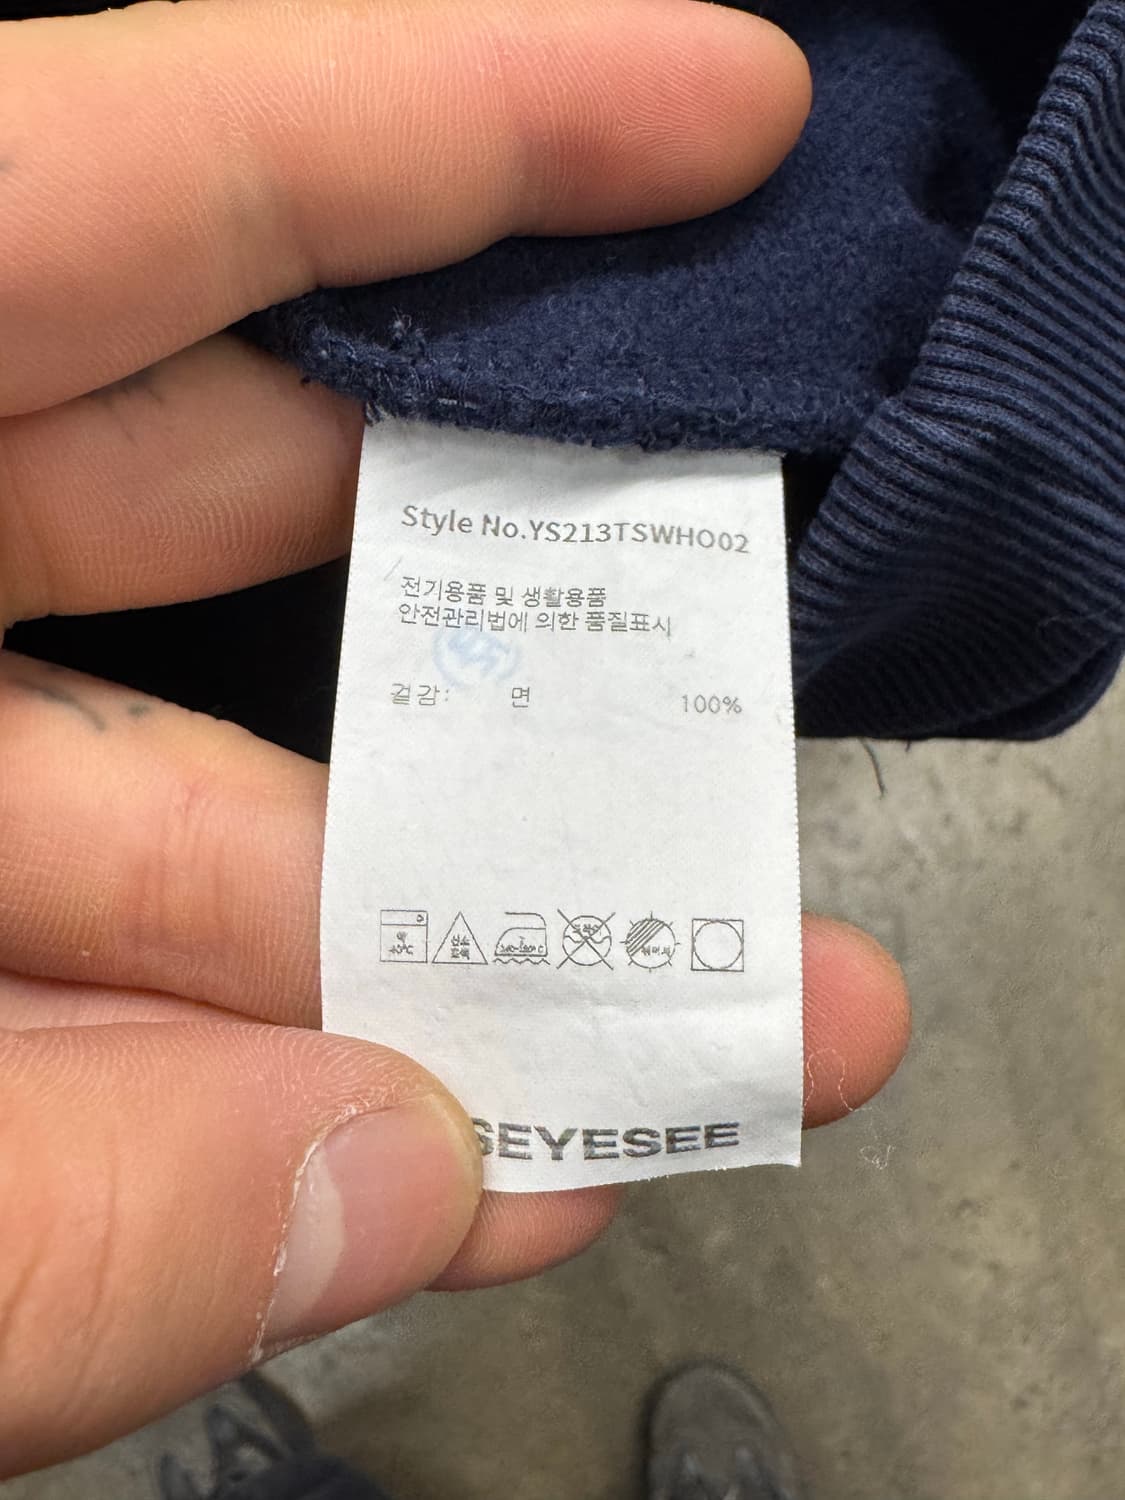 Style No.YS213TSWHO02
전기용품 및 생활용품
안전관리법에 의한 품질표시
겉감: 면 100%
SEYESEE